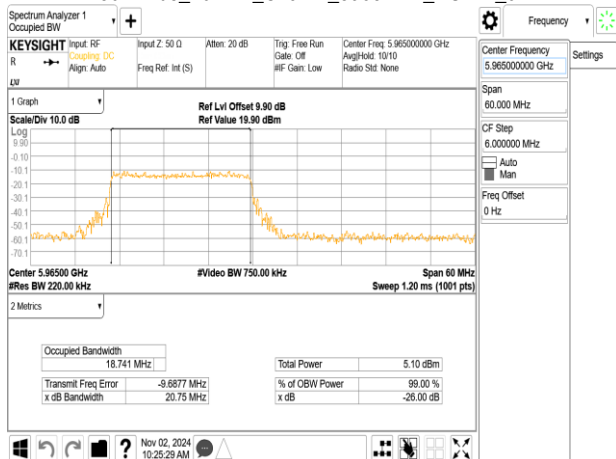 Spectrum Analyzer 1
Occupied BW
Frequency
KEYSIGHT Input: RF Input Z: 50 Ω Atten: 20 dB Trig: Free Run Center Freq: 5.965000000 GHz
Coupling: DC Gate: Off Avg|Hold: 10/10
R Align: Auto Freq Ref: Int (S) #IF Gain: Low Radio Std: None
LXI
Center Frequency
5.965000000 GHz
Settings
Span
60.000 MHz
CF Step
6.000000 MHz
Auto
Man
Freq Offset
0 Hz
1 Graph
Ref Lvl Offset 9.90 dB
Scale/Div 10.0 dB Ref Value 19.90 dBm
Log
9.90
-0.10
-10.1
-20.1
-30.1
-40.1
-50.1
-60.1
-70.1
Center 5.96500 GHz #Video BW 750.00 kHz Span 60 MHz
#Res BW 220.00 kHz Sweep 1.20 ms (1001 pts)
2 Metrics
Occupied Bandwidth
18.741 MHz
Total Power 5.10 dBm
Transmit Freq Error -9.6877 MHz % of OBW Power 99.00 %
x dB Bandwidth 20.75 MHz x dB -26.00 dB
Nov 02, 2024
10:25:29 AM